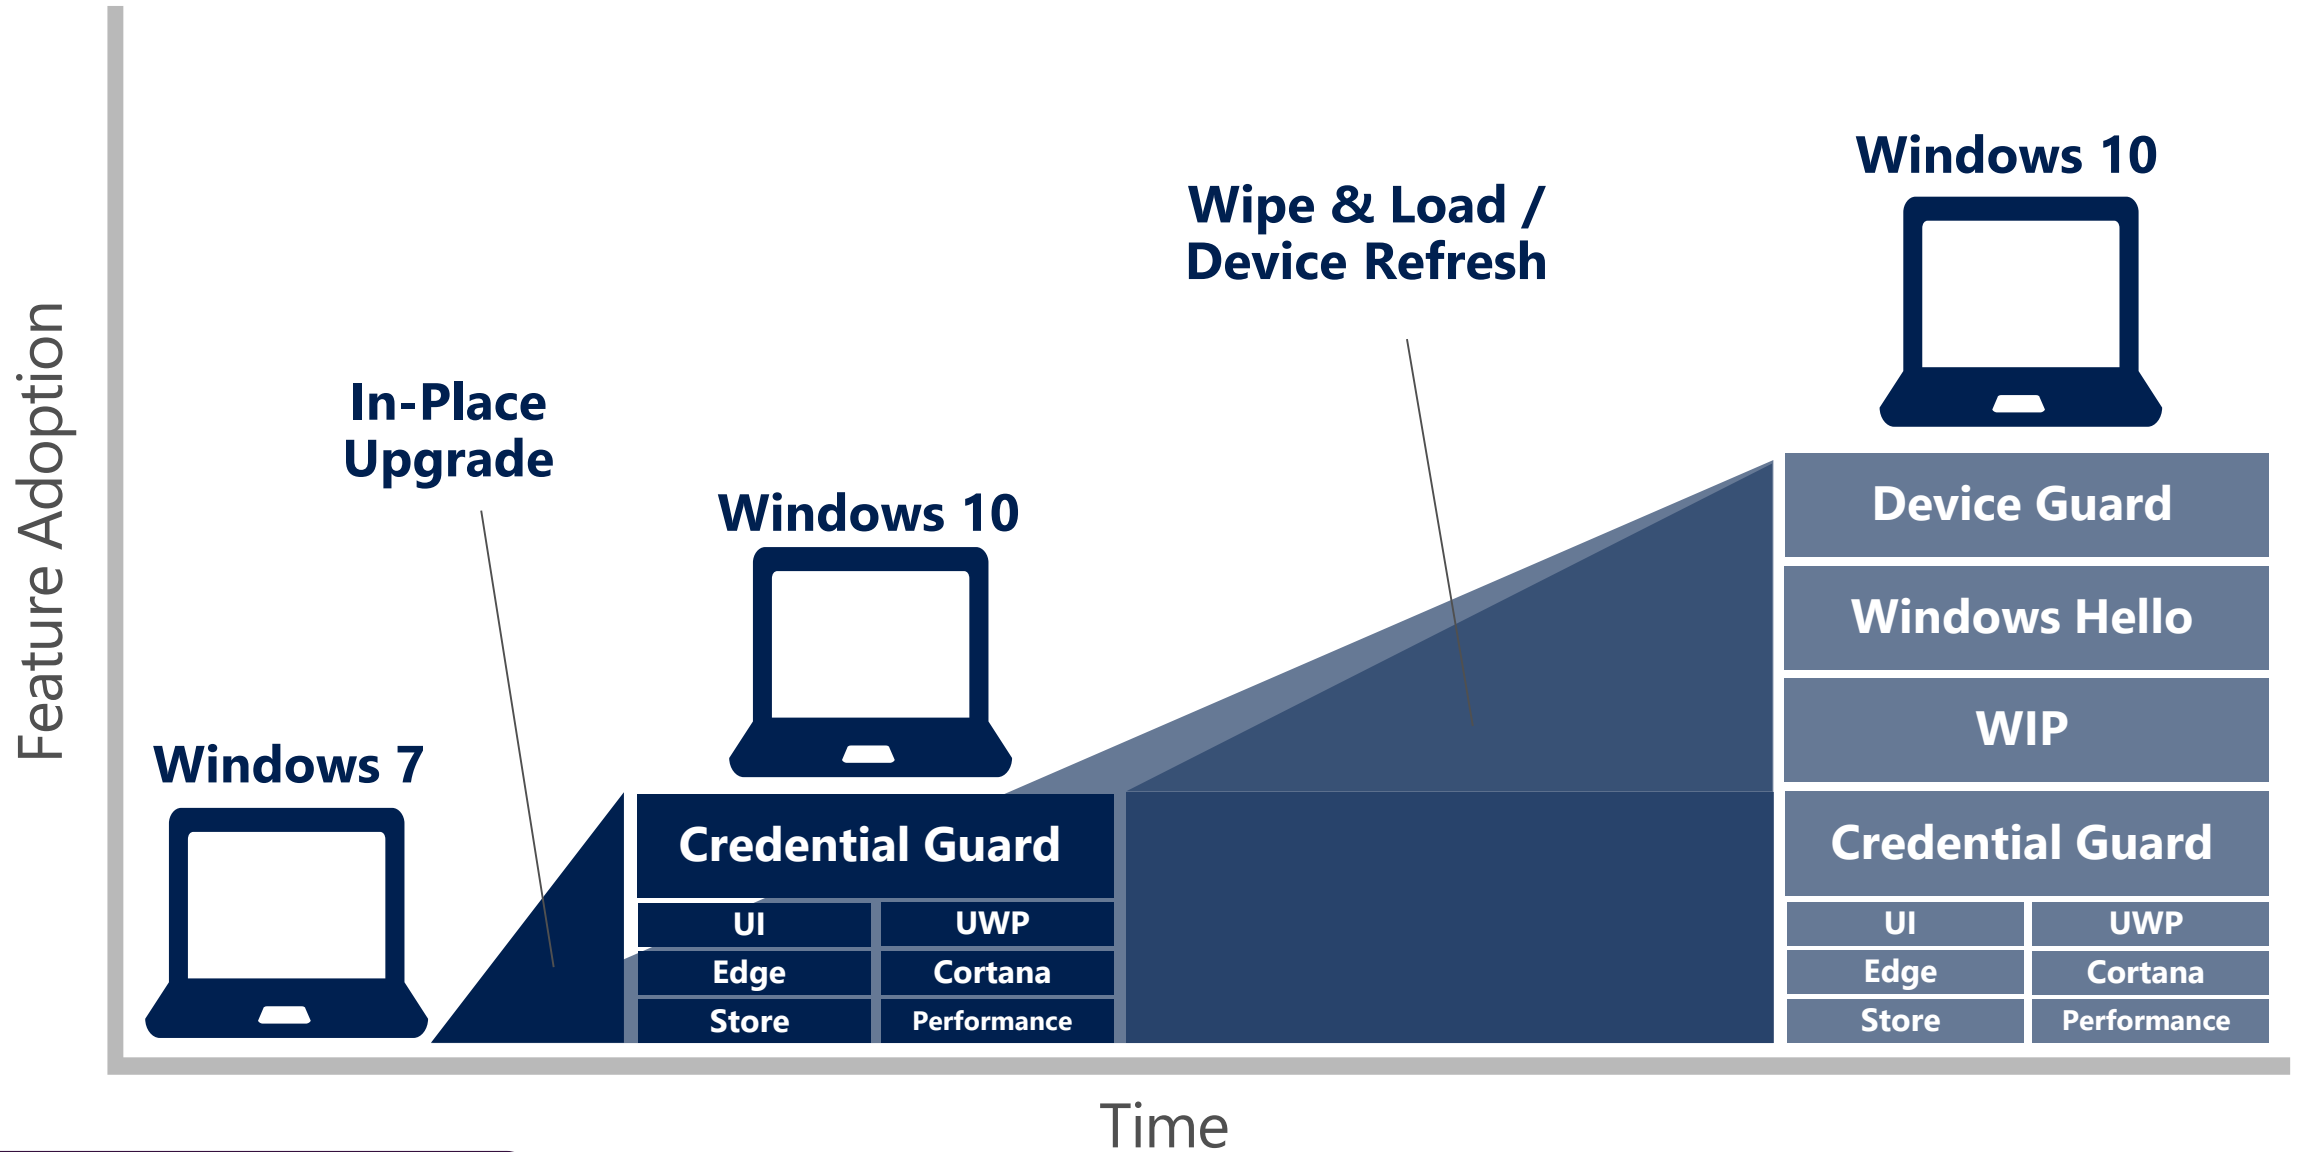 Feature Adoption
Windows 7
In-Place
Upgrade
Windows 10
Credential Guard
UI
UWP
Edge
Cortana
Store
Performance
Wipe & Load /
Device Refresh
Windows 10
Device Guard
Windows Hello
WIP
Credential Guard
UI
UWP
Edge
Cortana
Store
Performance
Time